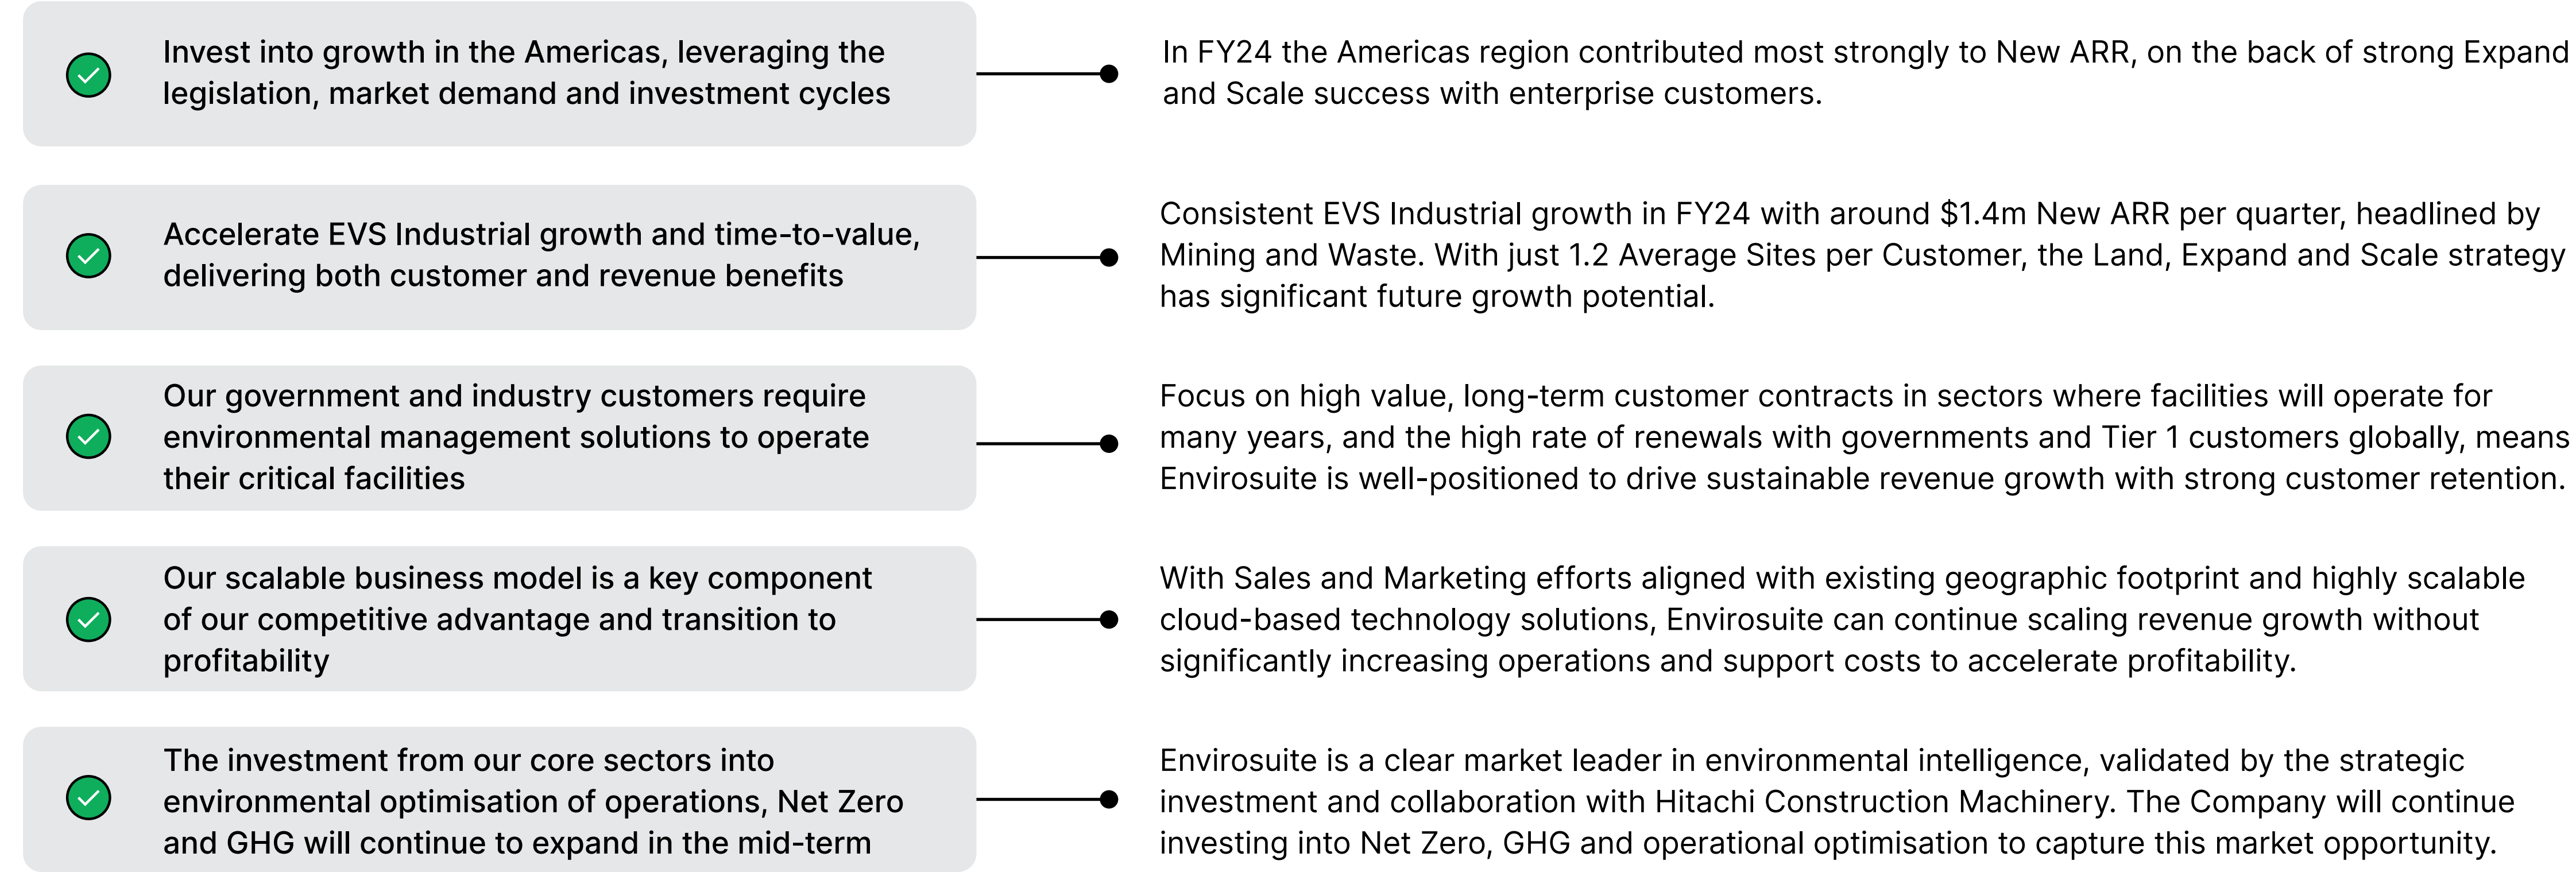 Invest into growth in the Americas, leveraging the
legislation, market demand and investment cycles
In FY24 the Americas region contributed most strongly to New ARR, on the back of strong Expand
and Scale success with enterprise customers.
Accelerate EVS Industrial growth and time-to-value,
delivering both customer and revenue benefits
Consistent EVS Industrial growth in FY24 with around $1.4m New ARR per quarter, headlined by
Mining and Waste. With just 1.2 Average Sites per Customer, the Land, Expand and Scale strategy
has significant future growth potential.
Our government and industry customers require
environmental management solutions to operate
their critical facilities
Focus on high value, long-term customer contracts in sectors where facilities will operate for
many years, and the high rate of renewals with governments and Tier 1 customers globally, means
Envirosuite is well-positioned to drive sustainable revenue growth with strong customer retention.
Our scalable business model is a key component
of our competitive advantage and transition to
profitability
With Sales and Marketing efforts aligned with existing geographic footprint and highly scalable
cloud-based technology solutions, Envirosuite can continue scaling revenue growth without
significantly increasing operations and support costs to accelerate profitability.
The investment from our core sectors into
environmental optimisation of operations, Net Zero
and GHG will continue to expand in the mid-term
Envirosuite is a clear market leader in environmental intelligence, validated by the strategic
investment and collaboration with Hitachi Construction Machinery. The Company will continue
investing into Net Zero, GHG and operational optimisation to capture this market opportunity.